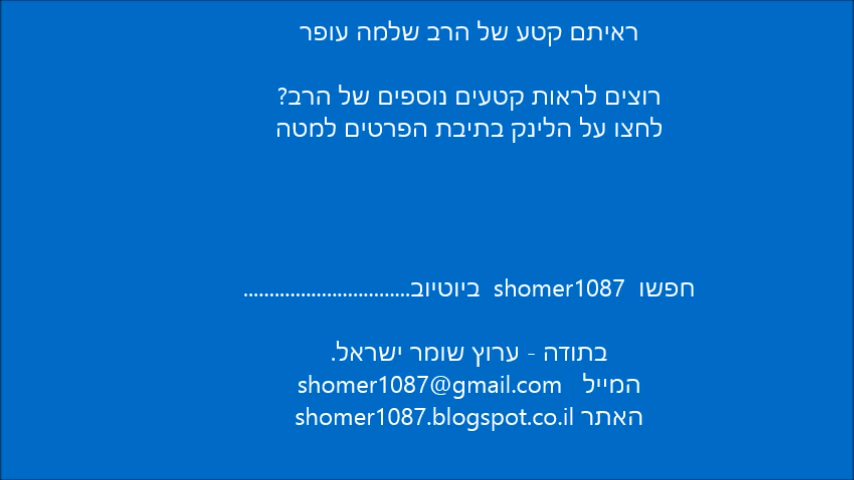 ראיתם קטע של הרב שלמה עופר
רוצים לראות קטעים נוספים של הרב?
לחצו על הלינק בתיבת הפרטים למטה
חפשו shomer1087 ביוטיוב................................
בתודה - ערוץ שומר ישראל.
המייל shomer1087@gmail.com
האתר shomer1087.blogspot.co.il